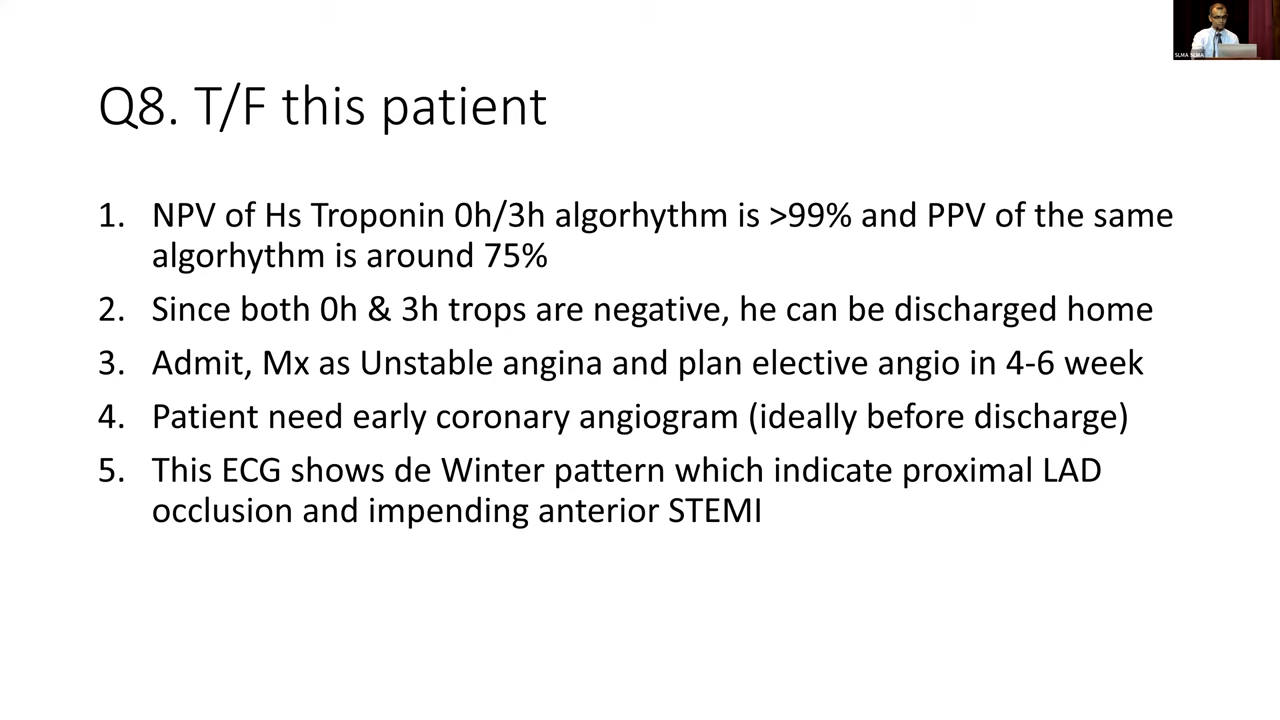 SLMA SLMA
Q8. T/F this patient
1. NPV of Hs Troponin 0h/3h algorhythm is >99% and PPV of the same
algorhythm is around 75%
2. Since both 0h & 3h trops are negative, he can be discharged home
3. Admit, Mx as Unstable angina and plan elective angio in 4-6 week
4. Patient need early coronary angiogram (ideally before discharge)
5. This ECG shows de Winter pattern which indicate proximal LAD
occlusion and impending anterior STEMI